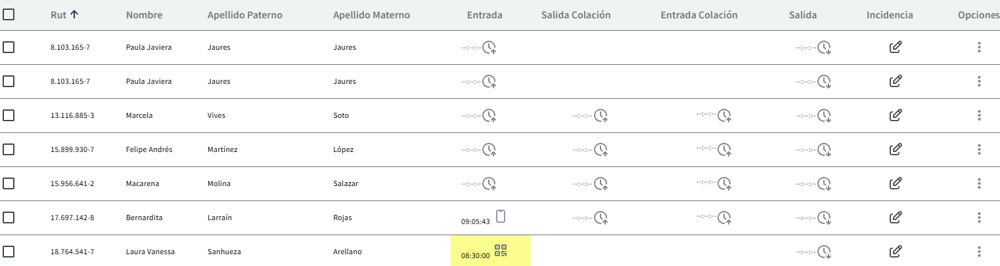 Rut Nombre Apellido Paterno Apellido Materno Entrada Salida Colación Entrada Colación Salida Incidencia Opciones
8.103.165-7 Paula Javiera Jaures Jaures --:--:-- --:--:--
8.103.165-7 Paula Javiera Jaures Jaures --:--:-- --:--:--
13.116.885-3 Marcela Vives Soto --:--:-- --:--:-- --:--:-- --:--:--
15.899.930-7 Felipe Andrés Martínez López --:--:-- --:--:-- --:--:-- --:--:--
15.956.641-2 Macarena Molina Salazar --:--:-- --:--:-- --:--:-- --:--:--
17.697.142-8 Bernardita Larraín Rojas 09:05:43 --:--:-- --:--:-- --:--:--
18.764.541-7 Laura Vanessa Sanhueza Arellano 08:30:00 --:--:--